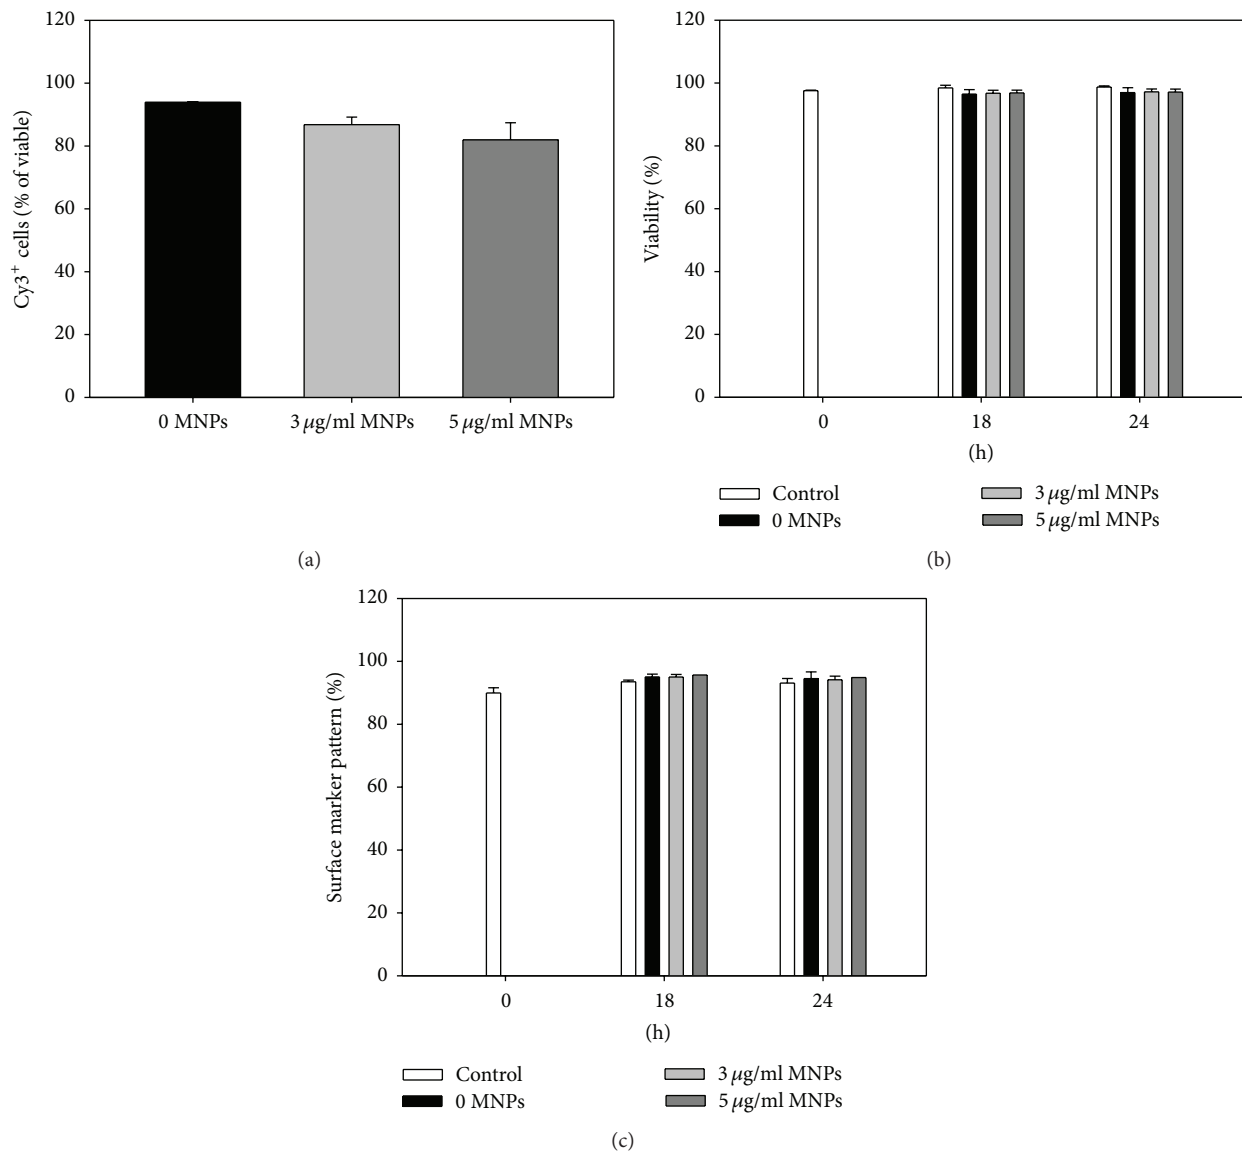 120
100
80
60
40
20
0
Cy3⁺ cells (% of viable)
0 MNPs
3 μg/ml MNPs
5 μg/ml MNPs
(a)
120
100
80
60
40
20
0
Viability (%)
0
18
24
(h)
Control
0 MNPs
3 μg/ml MNPs
5 μg/ml MNPs
(b)
120
100
80
60
40
20
0
Surface marker pattern (%)
0
18
24
(h)
Control
0 MNPs
3 μg/ml MNPs
5 μg/ml MNPs
(c)